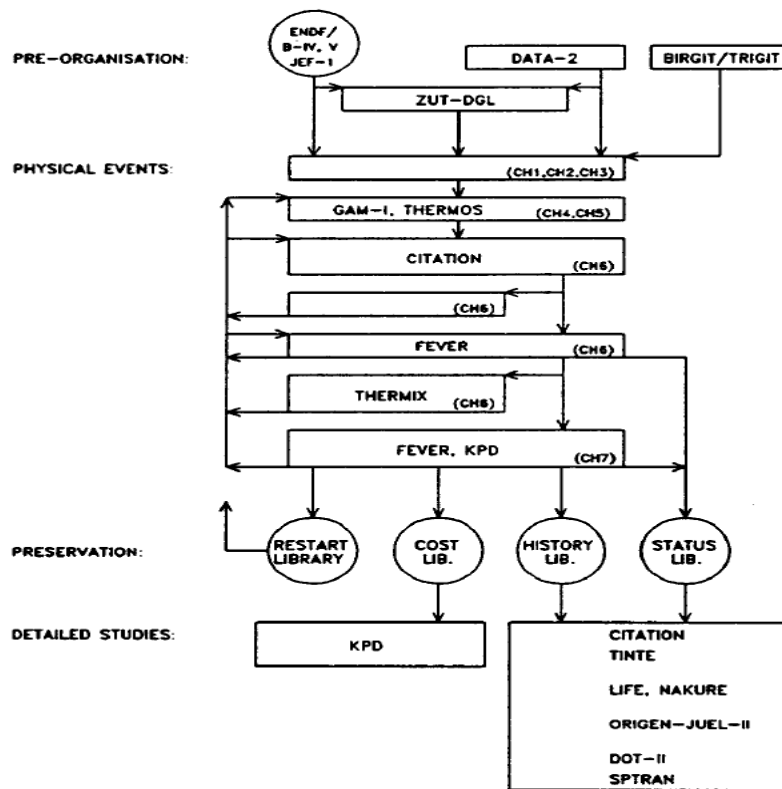 ENDF/
B-IV, V
JEF-1
PRE-ORGANISATION:
DATA-2
BIRGIT/TRIGIT
ZUT-DGL
PHYSICAL EVENTS:
(CH1,CH2,CH3)
GAM-I, THERMOS
(CH4,CH5)
CITATION
(CH6)
(CH6)
FEVER
(CH6)
THERMIX
(CH6)
FEVER, KPD
(CH7)
PRESERVATION:
RESTART
LIBRARY
COST
LIB.
HISTORY
LIB.
STATUS
LIB.
DETAILED STUDIES:
KPD
CITATION
TINTE
LIFE, NAKURE
ORIGEN-JUEL-II
DOT-II
SPTRAN